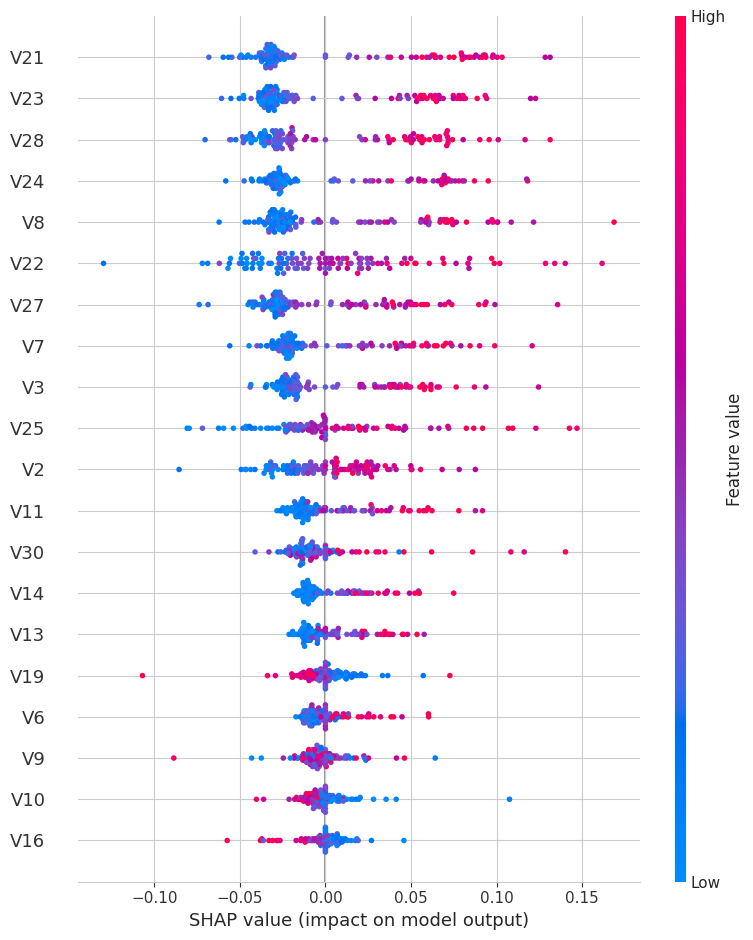 High
V21
V23
V28
V24
V8
V22
V27
V7
V3
V25
V2
V11
V30
V14
V13
V19
V6
V9
V10
V16
Feature value
Low
−0.10 −0.05 0.00 0.05 0.10 0.15
SHAP value (impact on model output)